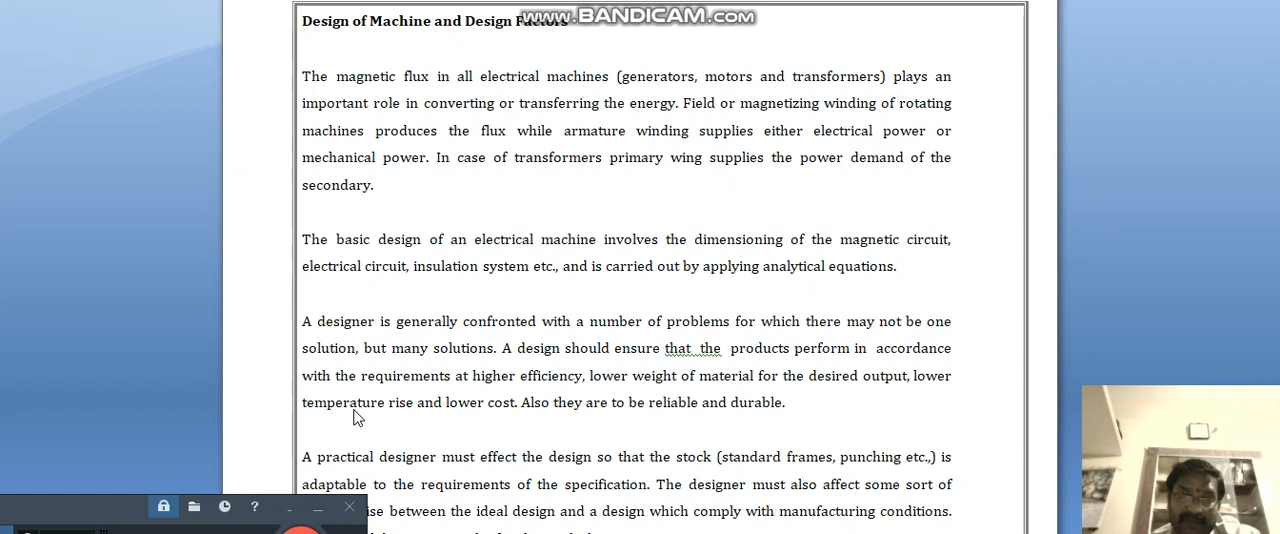 www.BANDICAM.com
Design of Machine and Design Factors
The magnetic flux in all electrical machines (generators, motors and transformers) plays an
important role in converting or transferring the energy. Field or magnetizing winding of rotating
machines produces the flux while armature winding supplies either electrical power or
mechanical power. In case of transformers primary wing supplies the power demand of the
secondary.
The basic design of an electrical machine involves the dimensioning of the magnetic circuit,
electrical circuit, insulation system etc., and is carried out by applying analytical equations.
A designer is generally confronted with a number of problems for which there may not be one
solution, but many solutions. A design should ensure that the products perform in accordance
with the requirements at higher efficiency, lower weight of material for the desired output, lower
temperature rise and lower cost. Also they are to be reliable and durable.
A practical designer must effect the design so that the stock (standard frames, punching etc.,) is
adaptable to the requirements of the specification. The designer must also affect some sort of
ise between the ideal design and a design which comply with manufacturing conditions.